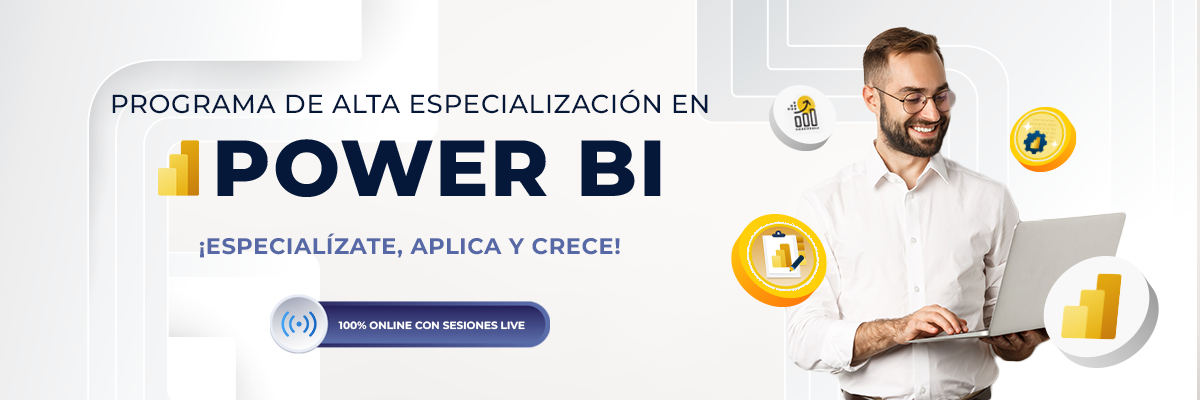 PROGRAMA DE ALTA ESPECIALIZACIÓN EN
POWER BI
¡ESPECIALÍZATE, APLICA Y CRECE!
100% ONLINE CON SESIONES LIVE